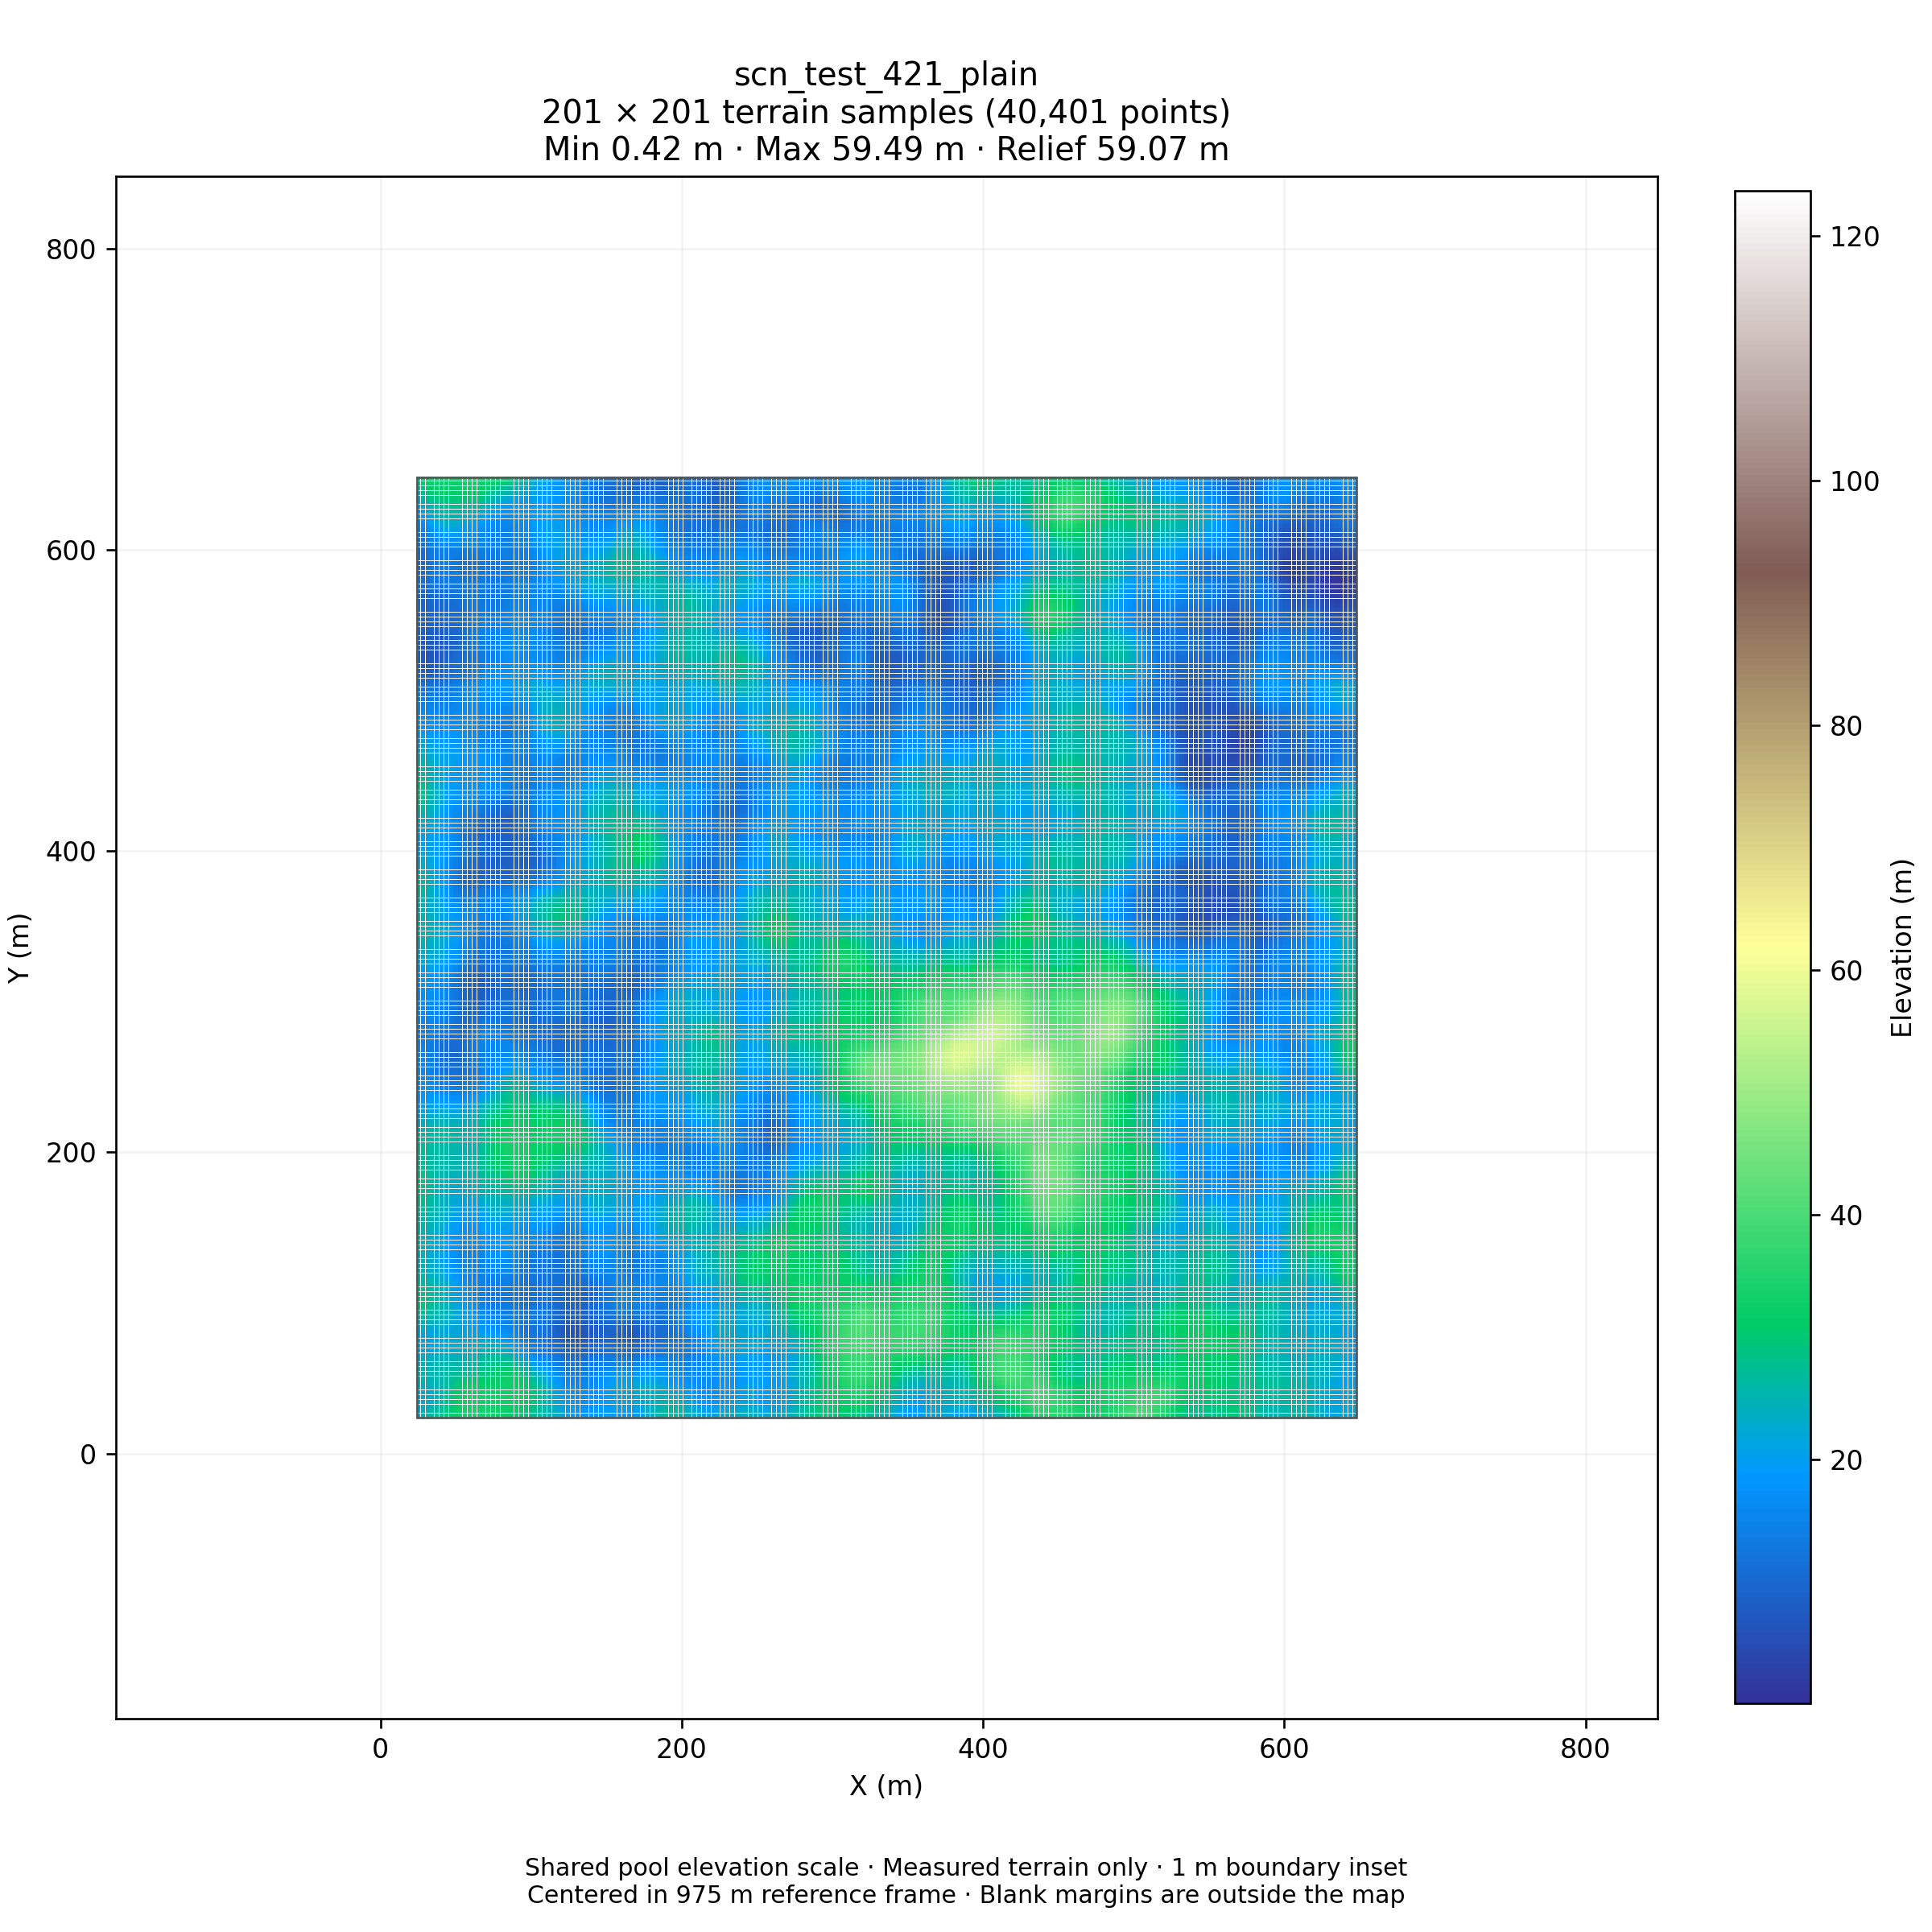 scn_test_421_plain
201 × 201 terrain samples (40,401 points)
Min 0.42 m · Max 59.49 m · Relief 59.07 m
800
600
400
200
0
Y (m)
0
200
400
600
800
X (m)
120
100
80
60
40
20
Elevation (m)
Shared pool elevation scale · Measured terrain only · 1 m boundary inset
Centered in 975 m reference frame · Blank margins are outside the map